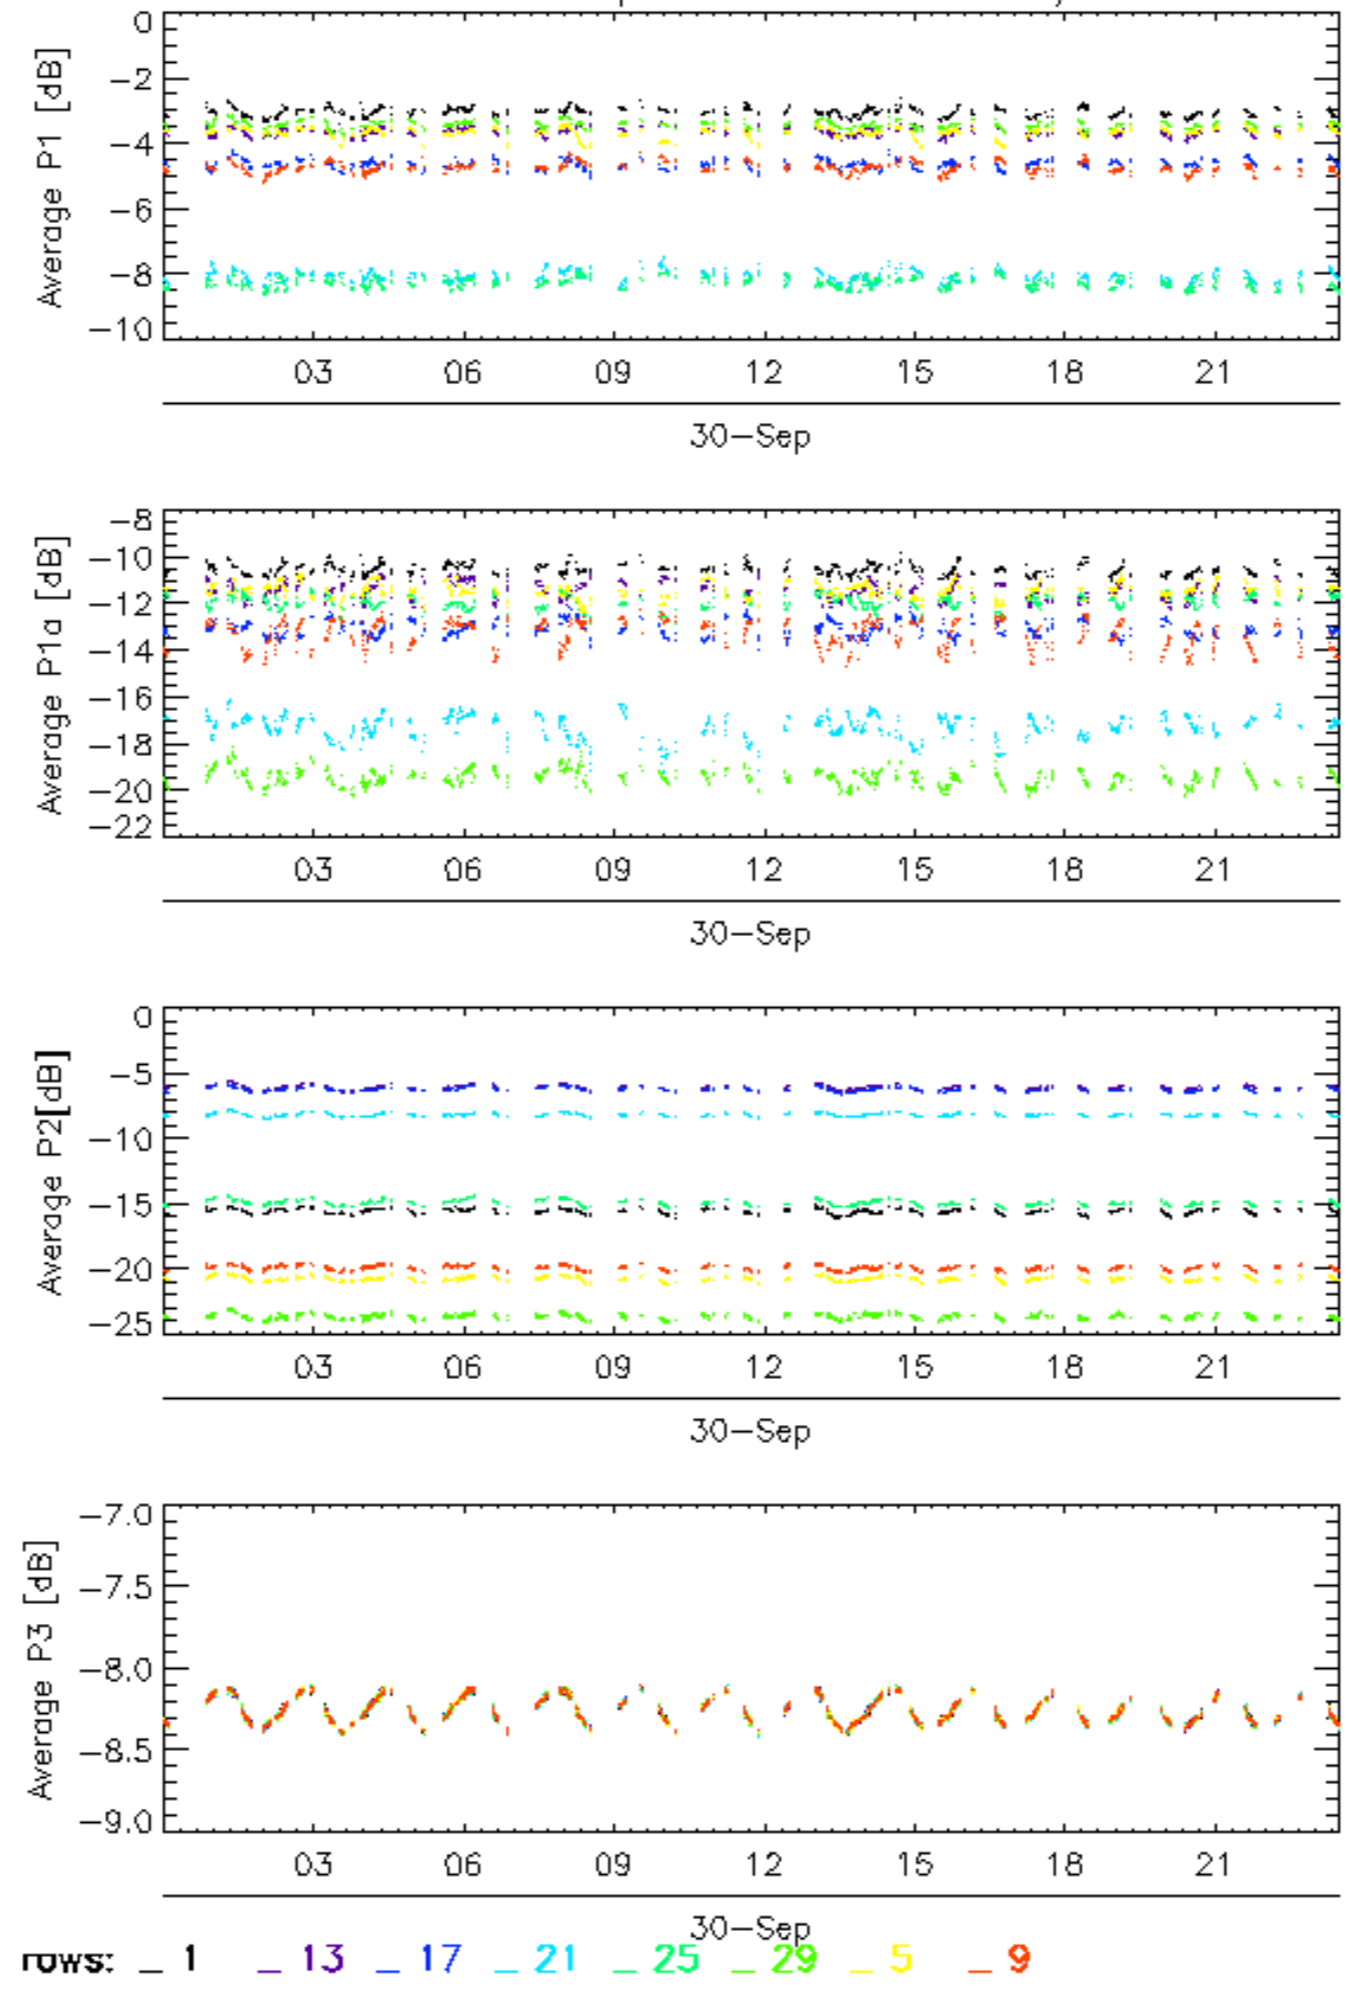 0
−2
−4
−6
−8
−10
Average P1 [dB]
03 06 09 12 15 18 21
30−Sep
−8
−10
−12
−14
−16
−18
−20
−22
Average P1a [dB]
03 06 09 12 15 18 21
30−Sep
0
−5
−10
−15
−20
−25
Average P2[dB]
03 06 09 12 15 18 21
30−Sep
−7.0
−7.5
−8.0
−8.5
−9.0
Average P3 [dB]
03 06 09 12 15 18 21
30−Sep
rows: _ 1 _ 13 _ 17 _ 21 _ 25 _ 29 _ 5 _ 9